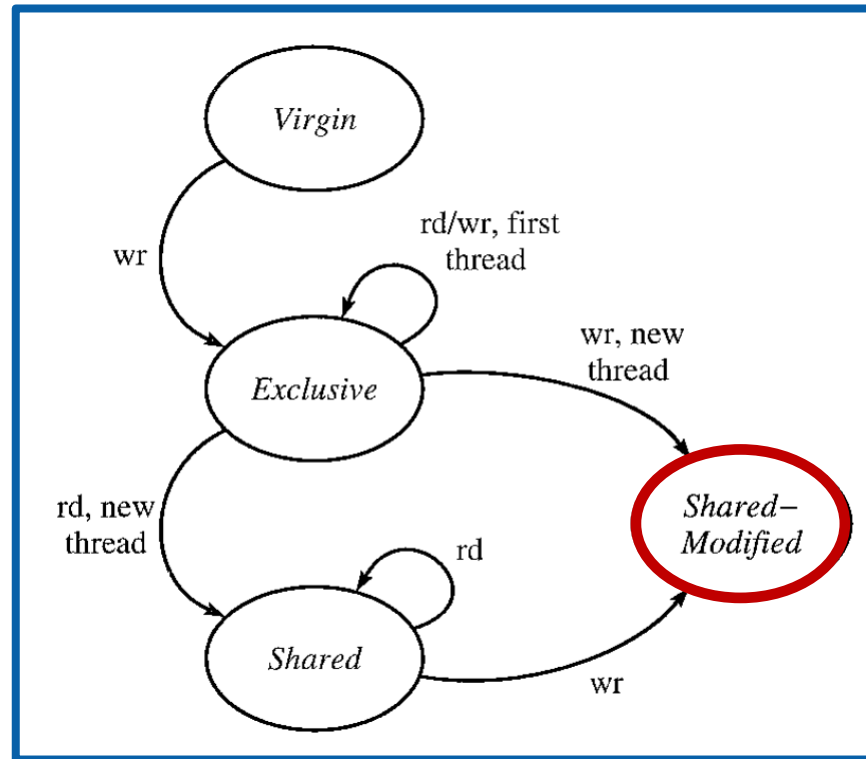 Virgin
wr
rd/wr, first
thread
Exclusive
wr, new
thread
rd, new
thread
Shared–
Modified
rd
Shared
wr